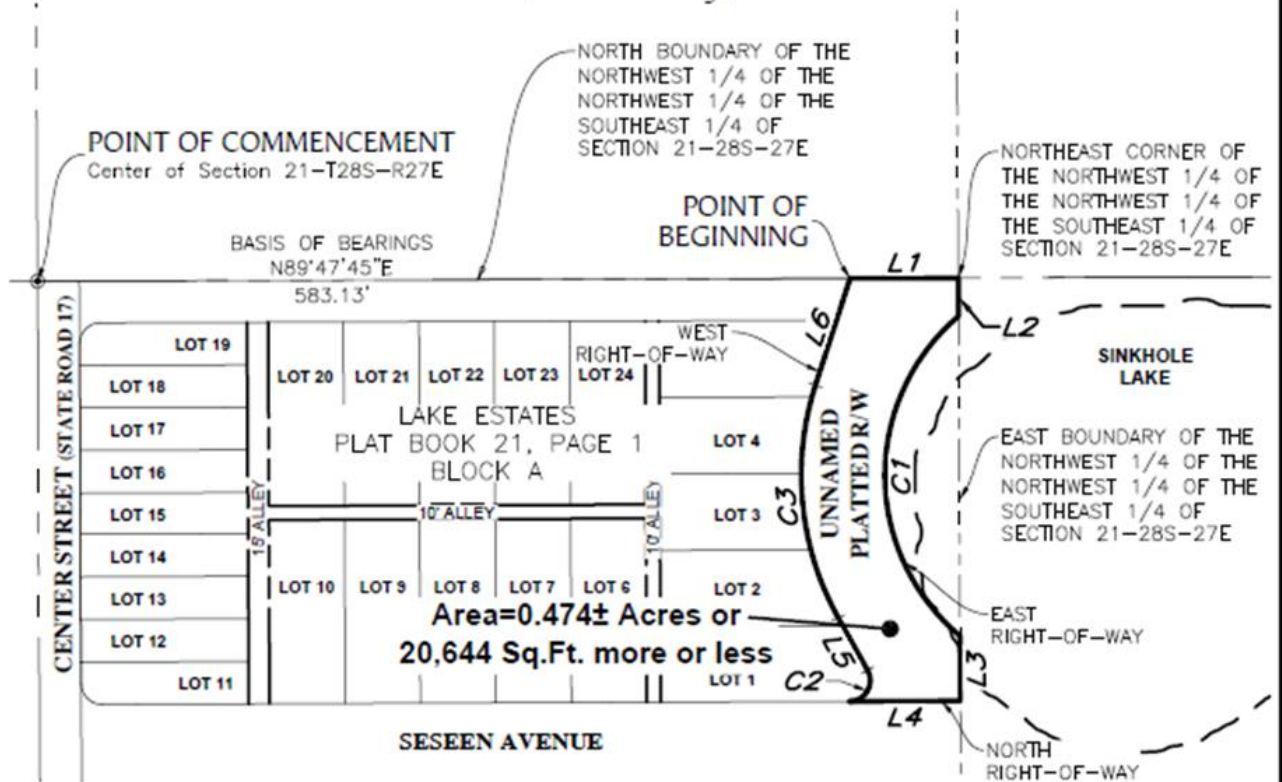 NORTH BOUNDARY OF THE
NORTHWEST 1/4 OF THE
NORTHWEST 1/4 OF THE
SOUTHEAST 1/4 OF
SECTION 21-28S-27E
POINT OF COMMENCEMENT
Center of Section 21-T28S-R27E
NORTHEAST CORNER OF
THE NORTHWEST 1/4 OF
THE NORTHWEST 1/4 OF
THE SOUTHEAST 1/4 OF
SECTION 21-28S-27E
POINT OF
BEGINNING
BASIS OF BEARINGS
N89°47'45"E
583.13'
L1
L2
L6
WEST
RIGHT-OF-WAY
SINKHOLE
LAKE
CENTER STREET (STATE ROAD 17)
LOT 19
LOT 18
LOT 17
LOT 16
LOT 15
LOT 14
LOT 13
LOT 12
LOT 11
15' ALLEY
LOT 20
LOT 21
LOT 22
LOT 23
LOT 24
LAKE ESTATES
PLAT BOOK 21, PAGE 1
BLOCK A
10' ALLEY
10' ALLEY
LOT 4
LOT 3
LOT 2
LOT 1
C3
UNNAMED
PLATTED R/W
C1
EAST BOUNDARY OF THE
NORTHWEST 1/4 OF THE
NORTHWEST 1/4 OF THE
SOUTHEAST 1/4 OF
SECTION 21-28S-27E
LOT 10
LOT 9
LOT 8
LOT 7
LOT 6
Area=0.474± Acres or
20,644 Sq.Ft. more or less
EAST
RIGHT-OF-WAY
L5
C2
L3
L4
SESEEN AVENUE
NORTH
RIGHT-OF-WAY